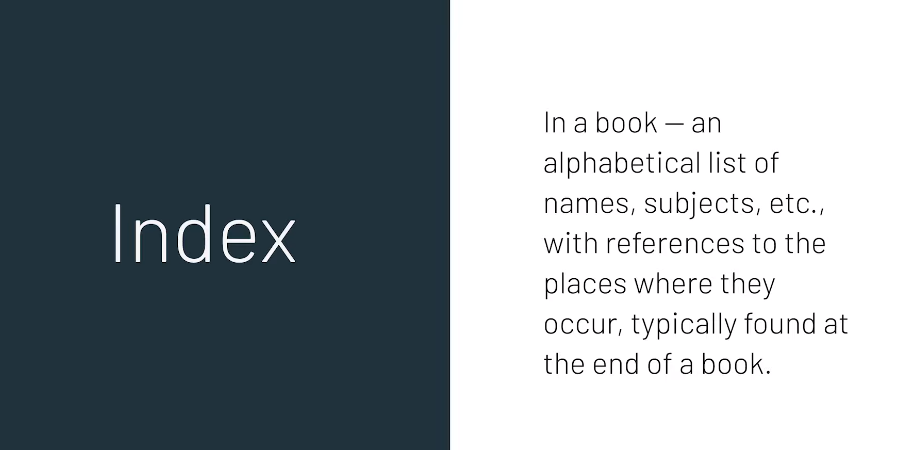 Index
In a book — an
alphabetical list of
names, subjects, etc.,
with references to the
places where they
occur, typically found at
the end of a book.